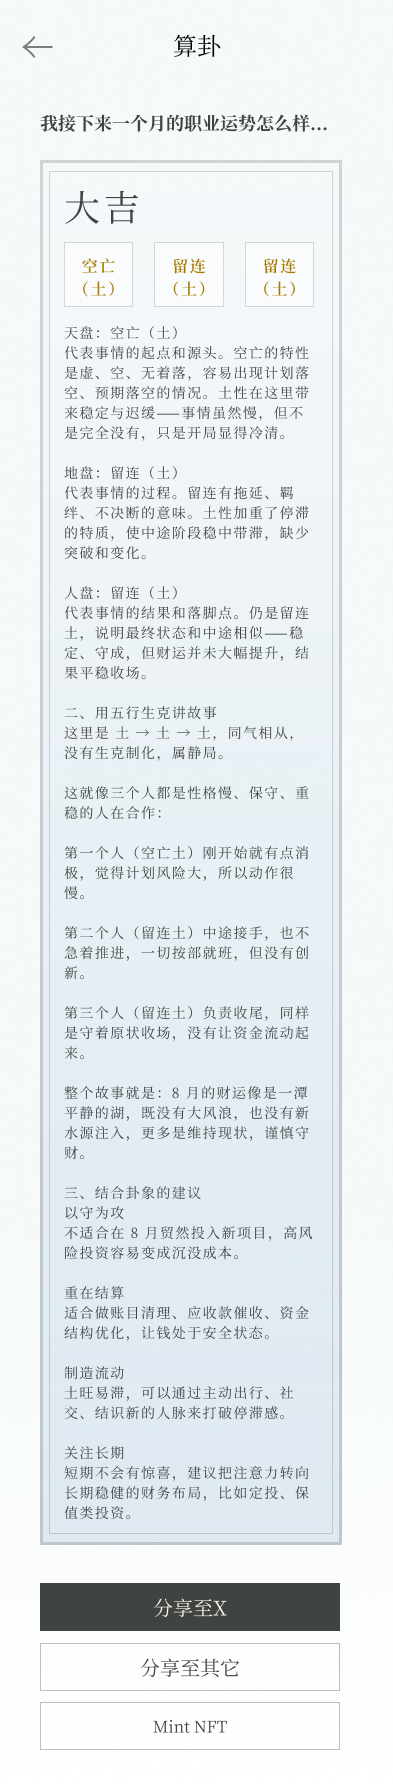 算卦
我接下来一个月的职业运势怎么样...
大吉
空亡 留连 留连
（土） （土） （土）
天盘：空亡（土）
代表事情的起点和源头。空亡的特性
是虚、空、无着落，容易出现计划落
空、预期落空的情况。土性在这里带
来稳定与迟缓——事情虽然慢，但不
是完全没有，只是开局显得冷清。
地盘：留连（土）
代表事情的过程。留连有拖延、羁
绊、不决断的意味。土性加重了停滞
的特质，使中途阶段稳中带滞，缺少
突破和变化。
人盘：留连（土）
代表事情的结果和落脚点。仍是留连
土，说明最终状态和中途相似——稳
定、守成，但财运并未大幅提升，结
果平稳收场。
二、用五行生克讲故事
这里是 土 → 土 → 土，同气相从，
没有生克制化，属静局。
这就像三个人都是性格慢、保守、重
稳的人在合作：
第一个人（空亡土）刚开始就有点消
极，觉得计划风险大，所以动作很
慢。
第二个人（留连土）中途接手，也不
急着推进，一切按部就班，但没有创
新。
第三个人（留连土）负责收尾，同样
是守着原状收场，没有让资金流动起
来。
整个故事就是：8 月的财运像是一潭
平静的湖，既没有大风浪，也没有新
水源注入，更多是维持现状，谨慎守
财。
三、结合卦象的建议
以守为攻
不适合在 8 月贸然投入新项目，高风
险投资容易变成沉没成本。
重在结算
适合做账目清理、应收款催收、资金
结构优化，让钱处于安全状态。
制造流动
土旺易滞，可以通过主动出行、社
交、结识新的人脉来打破停滞感。
关注长期
短期不会有惊喜，建议把注意力转向
长期稳健的财务布局，比如定投、保
值类投资。
分享至X
分享至其它
Mint NFT